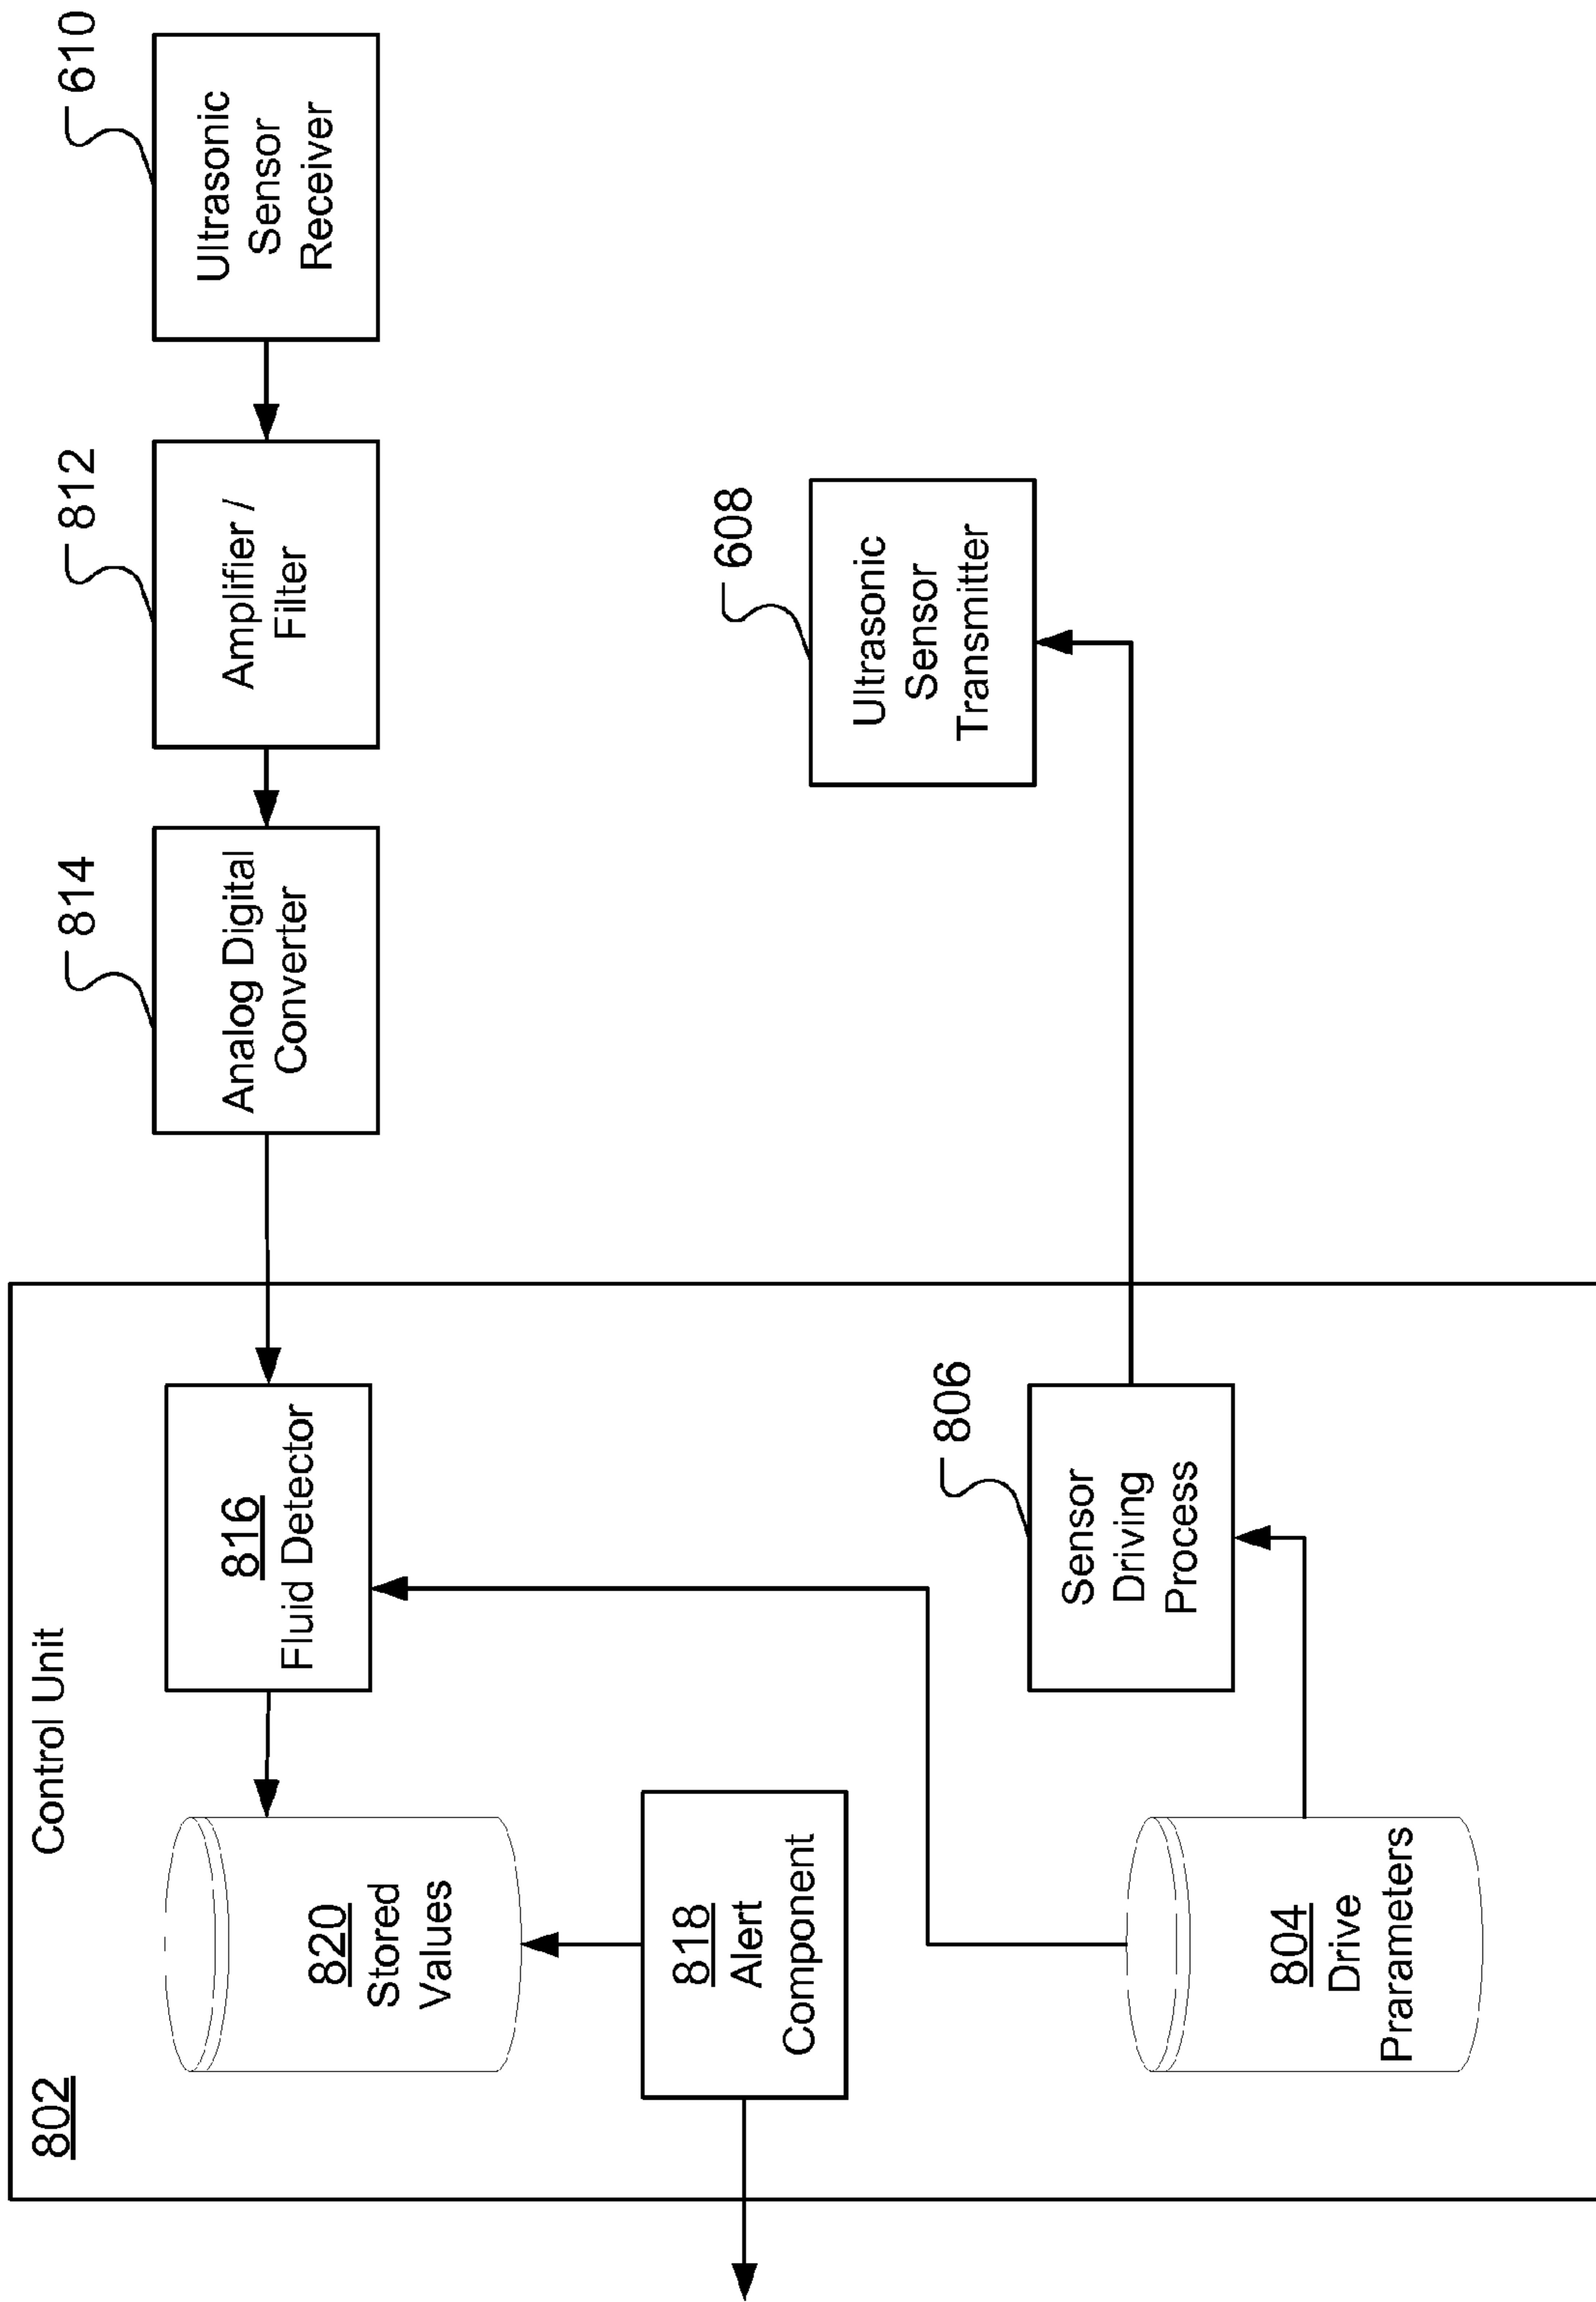 802
Control Unit
820
Stored
Values
816
Fluid Detector
814
Analog Digital
Converter
812
Amplifier /
Filter
610
Ultrasonic
Sensor
Receiver
818
Alert
Component
608
Ultrasonic
Sensor
Transmitter
804
Drive
Prarameters
806
Sensor
Driving
Process